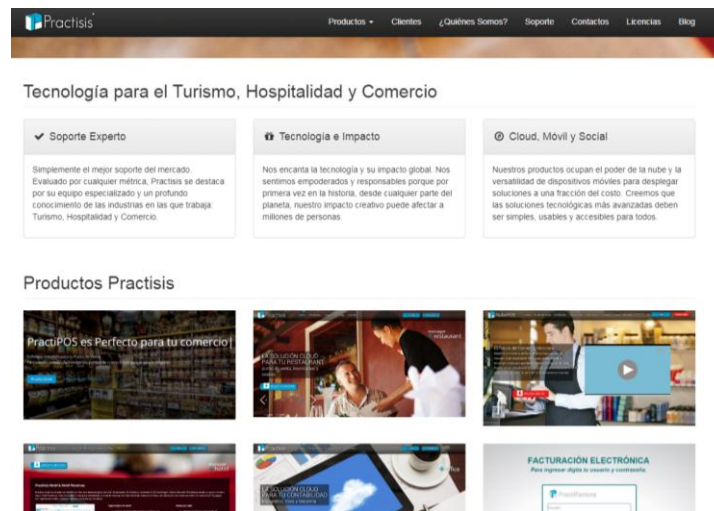 Practisis
Productos
Clientes
¿Quiénes Somos?
Soporte
Contactos
Licencias
Blog
Tecnología para el Turismo, Hospitalidad y Comercio
Soporte Experto
Simplemente el mejor soporte del mercado.
Evaluado por cualquier métrica, Practisis se destaca
por su equipo especializado y un profundo
conocimiento de las industrias en las que trabaja:
Turismo, Hospitalidad y Comercio.
Tecnología e Impacto
Nos encanta la tecnología y su impacto global. Nos
sentimos empoderados y responsables porque por
primera vez en la historia, desde cualquier parte del
planeta, nuestro impacto creativo puede afectar a
millones de personas.
Cloud, Móvil y Social
Nuestros productos ocupan el poder de la nube y la
versatilidad de dispositivos móviles para desplegar
soluciones a una fracción del costo. Creemos que
las soluciones tecnológicas más avanzadas deben
ser simples, usables y accesibles para todos.
Productos Practisis
PractiPOS es Perfecto para tu comercio
Practisis
restaurant
LA SOLUCIÓN CLOUD
PARA TU RESTAURANT
NubePOS
Practisis
LA SOLUCIÓN CLOUD
PARA TU CONTABILIDAD
office
FACTURACIÓN ELECTRÓNICA
Para ingresar digita tu usuario y contraseña.